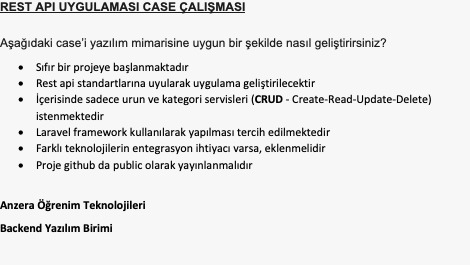 REST API UYGULAMASI CASE ÇALIŞMASI
Aşağıdaki case'i yazılım mimarisine uygun bir şekilde nasıl geliştirirsiniz?
• Sıfır bir projeye başlanmaktadır
• Rest api standartlarına uyularak uygulama geliştirilecektir
• İçerisinde sadece urun ve kategori servisleri (CRUD - Create-Read-Update-Delete)
istenmektedir
• Laravel framework kullanılarak yapılması tercih edilmektedir
• Farklı teknolojilerin entegrasyon ihtiyacı varsa, eklenmelidir
• Proje github da public olarak yayınlanmalıdır
Anzera Öğrenim Teknolojileri
Backend Yazılım Birimi